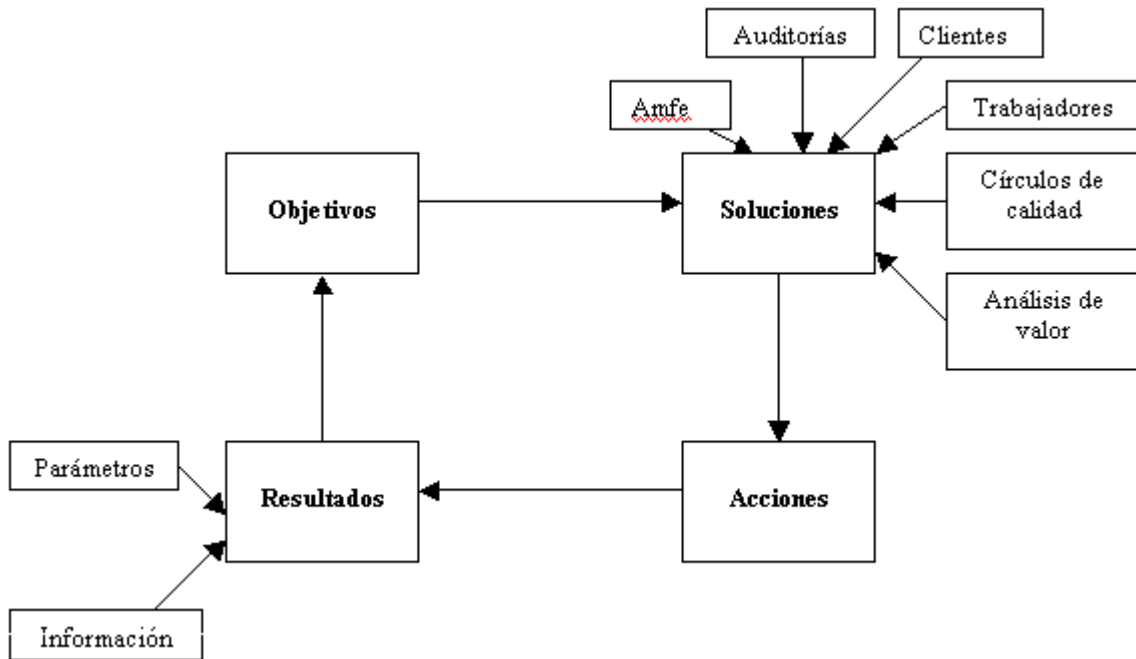 Auditorías
Clientes
Amfe
Trabajadores
Objetivos
Soluciones
Círculos de
calidad
Análisis de
valor
Parámetros
Resultados
Acciones
Información